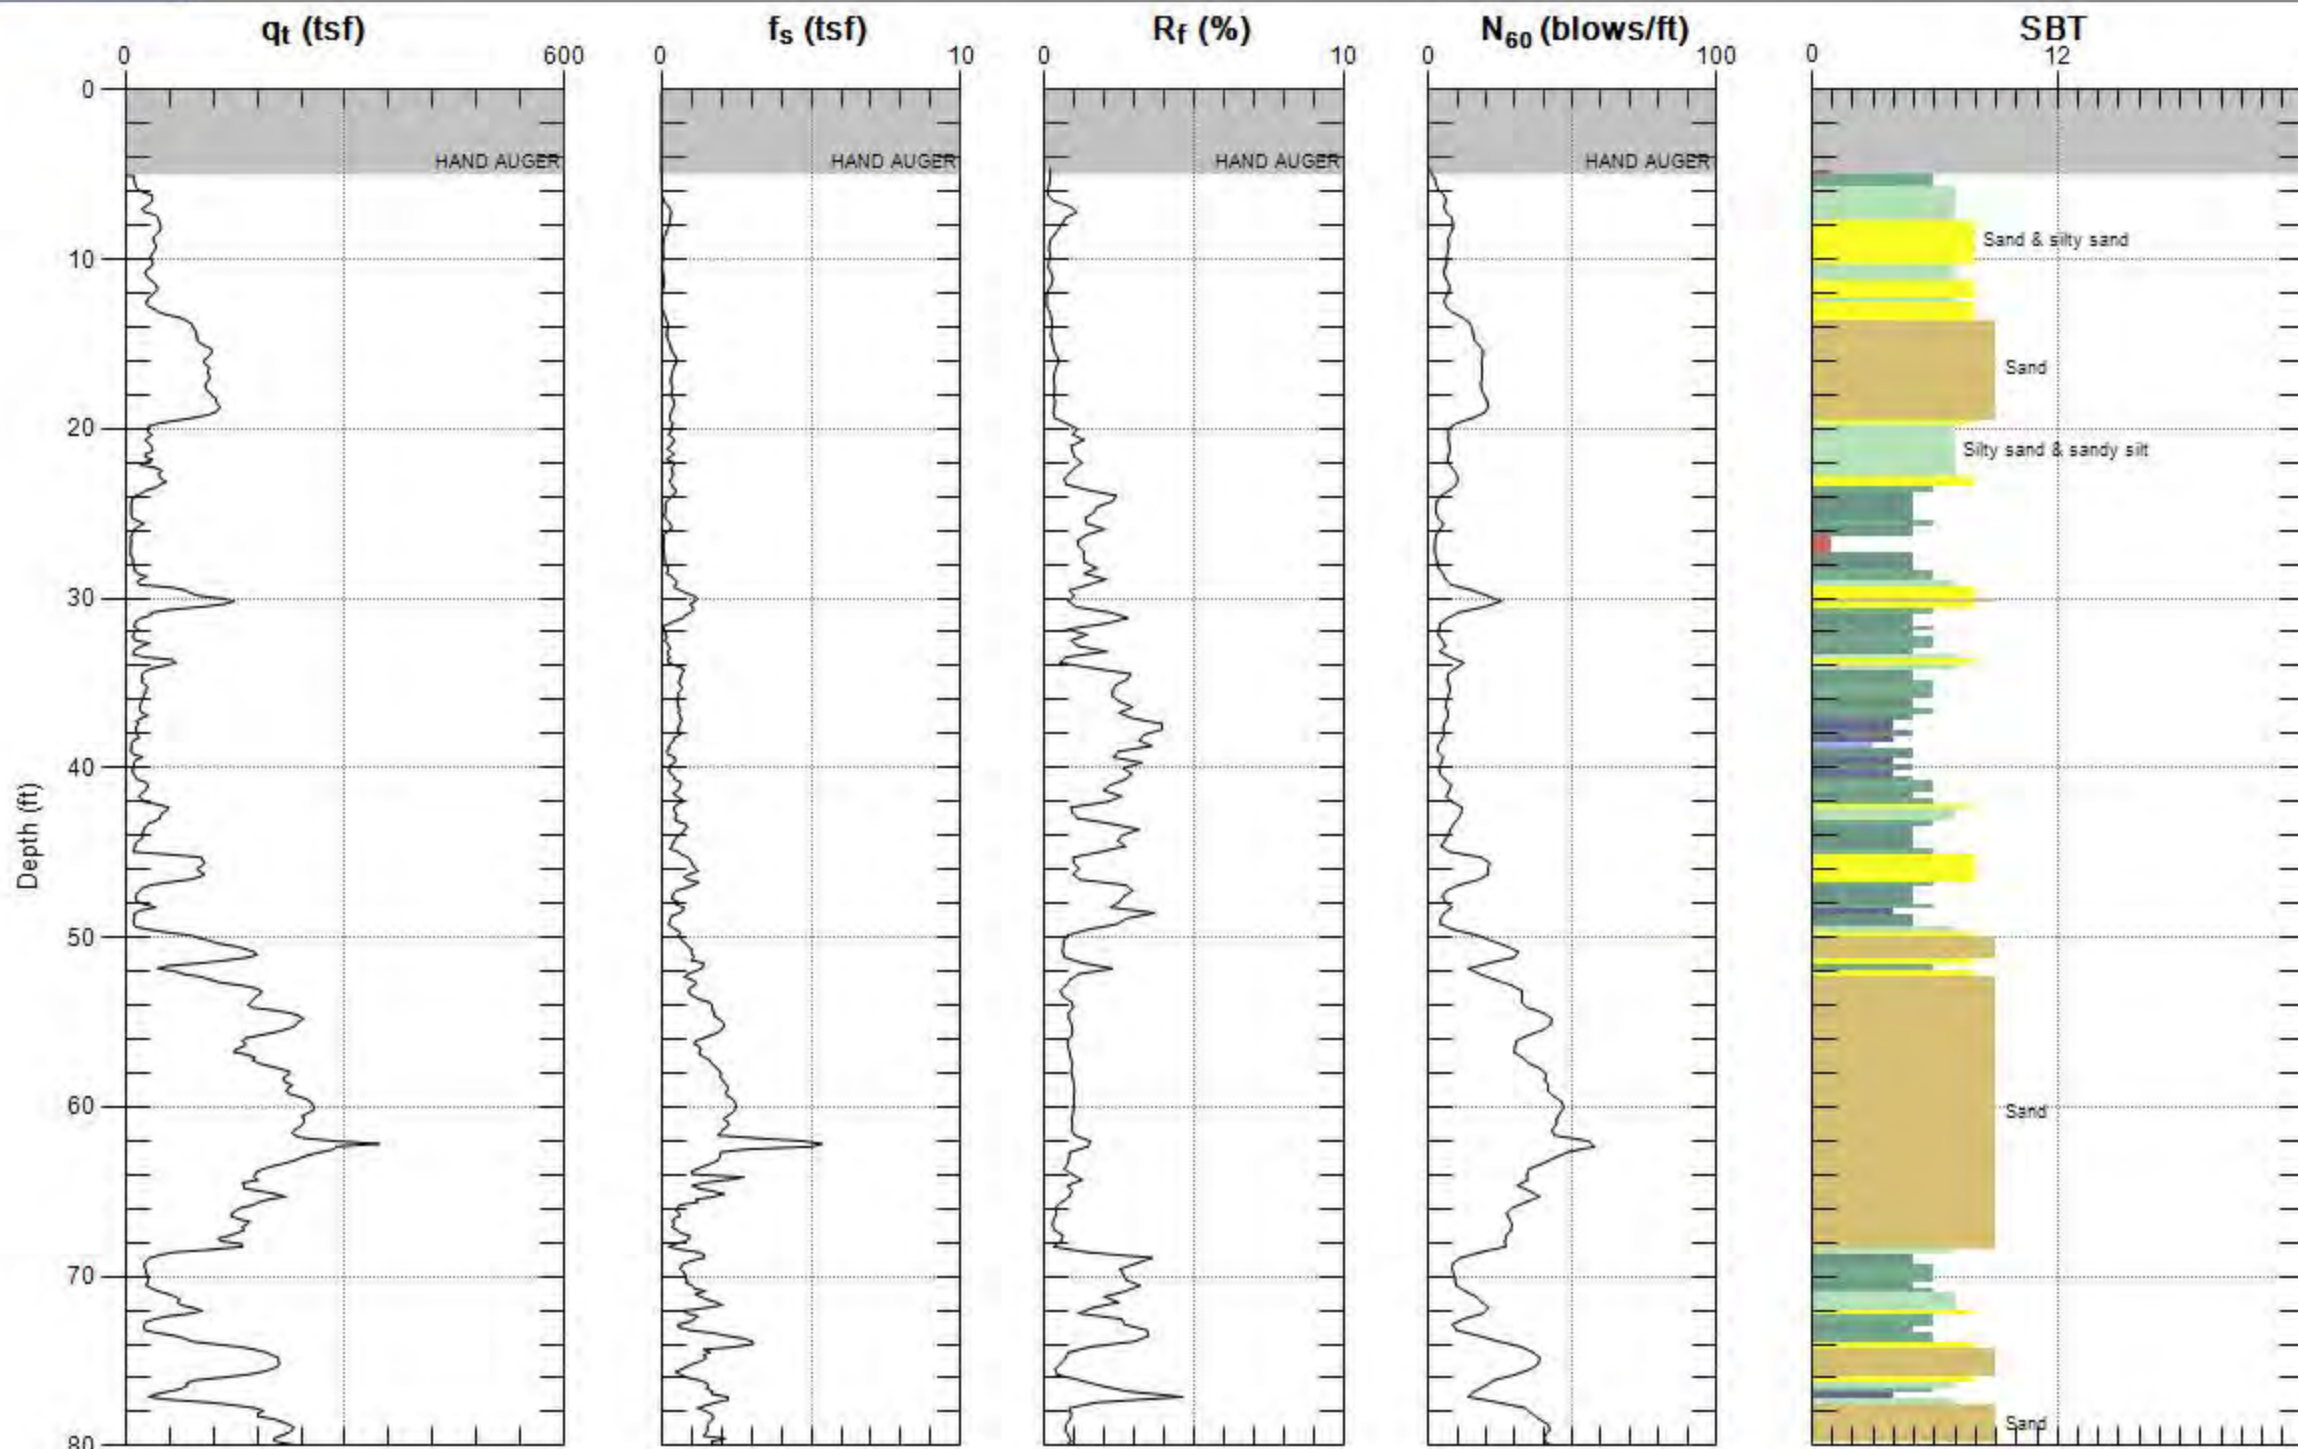 qt (tsf) fs (tsf) Rf (%) N60 (blows/ft) SBT
0 600 0 10 0 10 0 100 0 12
0
HAND AUGER HAND AUGER HAND AUGER HAND AUGER
Sand & silty sand
10
Sand
20
Silty sand & sandy silt
30
40
Depth (ft)
50
60
Sand
70
Sand
80